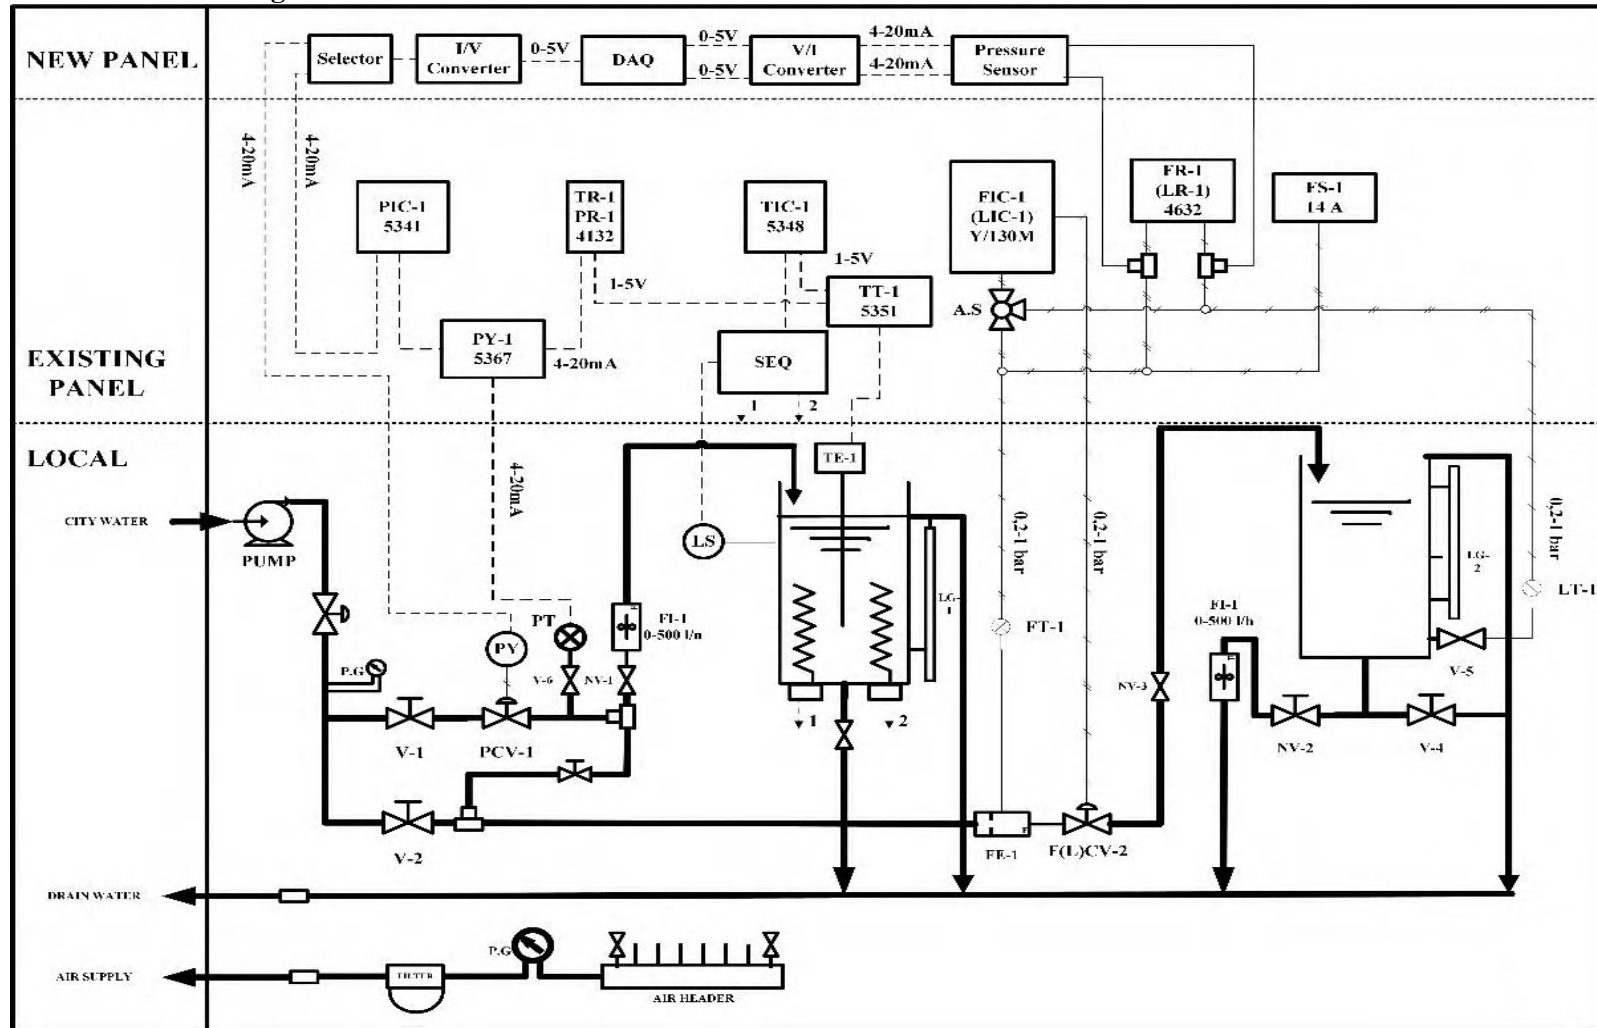 NEW PANEL
Selector
I/V
Converter
0-5V
DAQ
0-5V
0-5V
V/I
Converter
4-20mA
4-20mA
Pressure
Sensor
4-20mA
4-20mA
EXISTING
PANEL
PIC-1
5341
TR-1
PR-1
4132
TIC-1
5348
FIC-1
(LIC-1)
Y/130M
FR-1
(LR-1)
4632
FS-1
14 A
1-5V
1-5V
TT-1
5351
A.S
PY-1
5367
4-20mA
SEQ
1
2
LOCAL
CITY WATER
PUMP
4-20mA
TE-1
LS
0,2-1 bar
0,2-1 bar
0,2-1 bar
LG-1
LG-2
LT-1
PT
FI-1
0-500 l/h
FT-1
FI-1
0-500 l/h
PY
P.G
V-6
NV-1
NV-3
V-5
1
2
V-1
PCV-1
NV-2
V-4
V-2
FE-1
F(L)CV-2
DRAIN WATER
P.G
AIR SUPPLY
FILTER
AIR HEADER